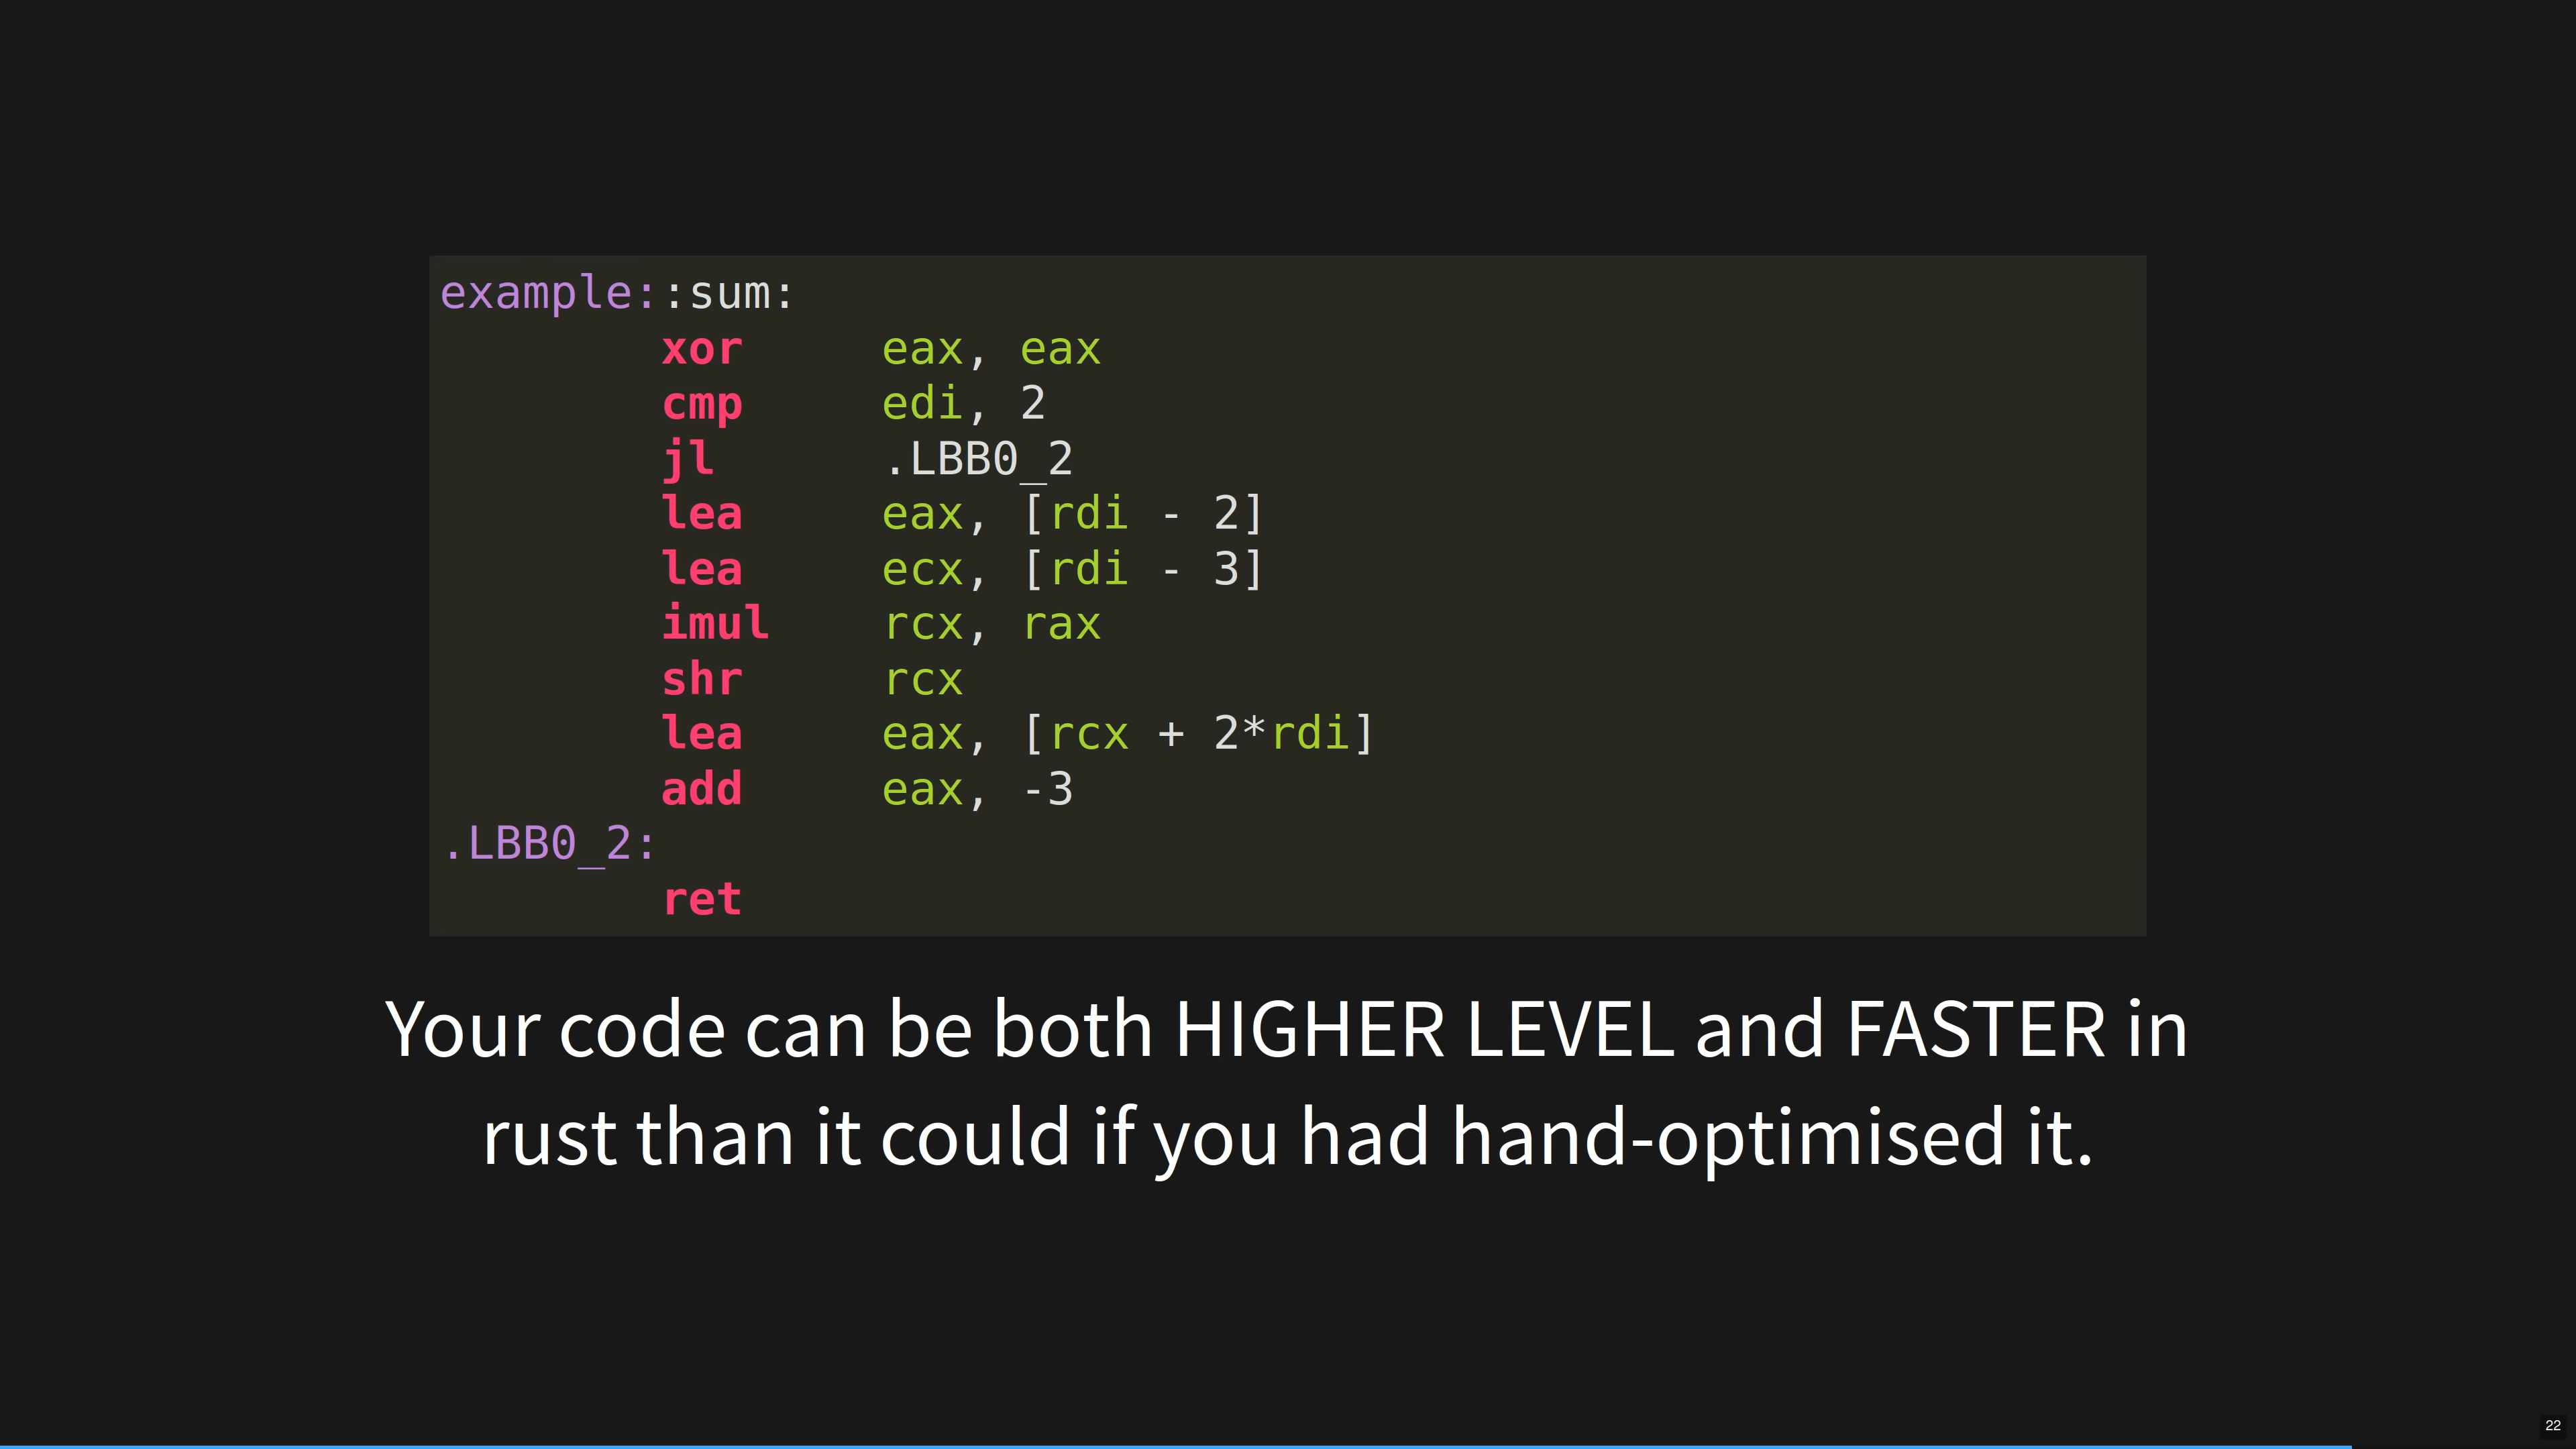 example::sum:
        xor     eax, eax
        cmp     edi, 2
        jl      .LBB0_2
        lea     eax, [rdi - 2]
        lea     ecx, [rdi - 3]
        imul    rcx, rax
        shr     rcx
        lea     eax, [rcx + 2*rdi]
        add     eax, -3
.LBB0_2:
        ret
Your code can be both HIGHER LEVEL and FASTER in
rust than it could if you had hand-optimised it.
22